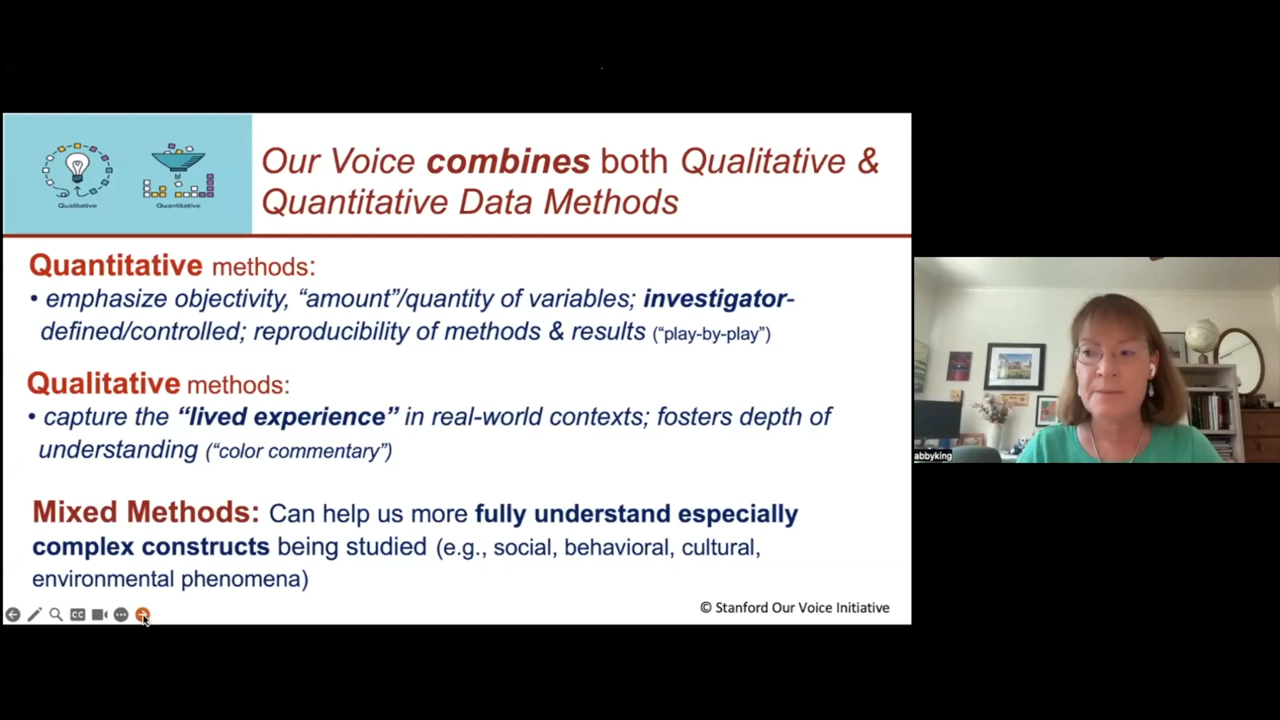 Qualitative
Quantitative
Our Voice combines both Qualitative &
Quantitative Data Methods
Quantitative methods:
• emphasize objectivity, “amount”/quantity of variables; investigator-
defined/controlled; reproducibility of methods & results (“play-by-play”)
Qualitative methods:
• capture the “lived experience” in real-world contexts; fosters depth of
understanding (“color commentary”)
Mixed Methods: Can help us more fully understand especially
complex constructs being studied (e.g., social, behavioral, cultural,
environmental phenomena)
CC
© Stanford Our Voice Initiative
abbyking